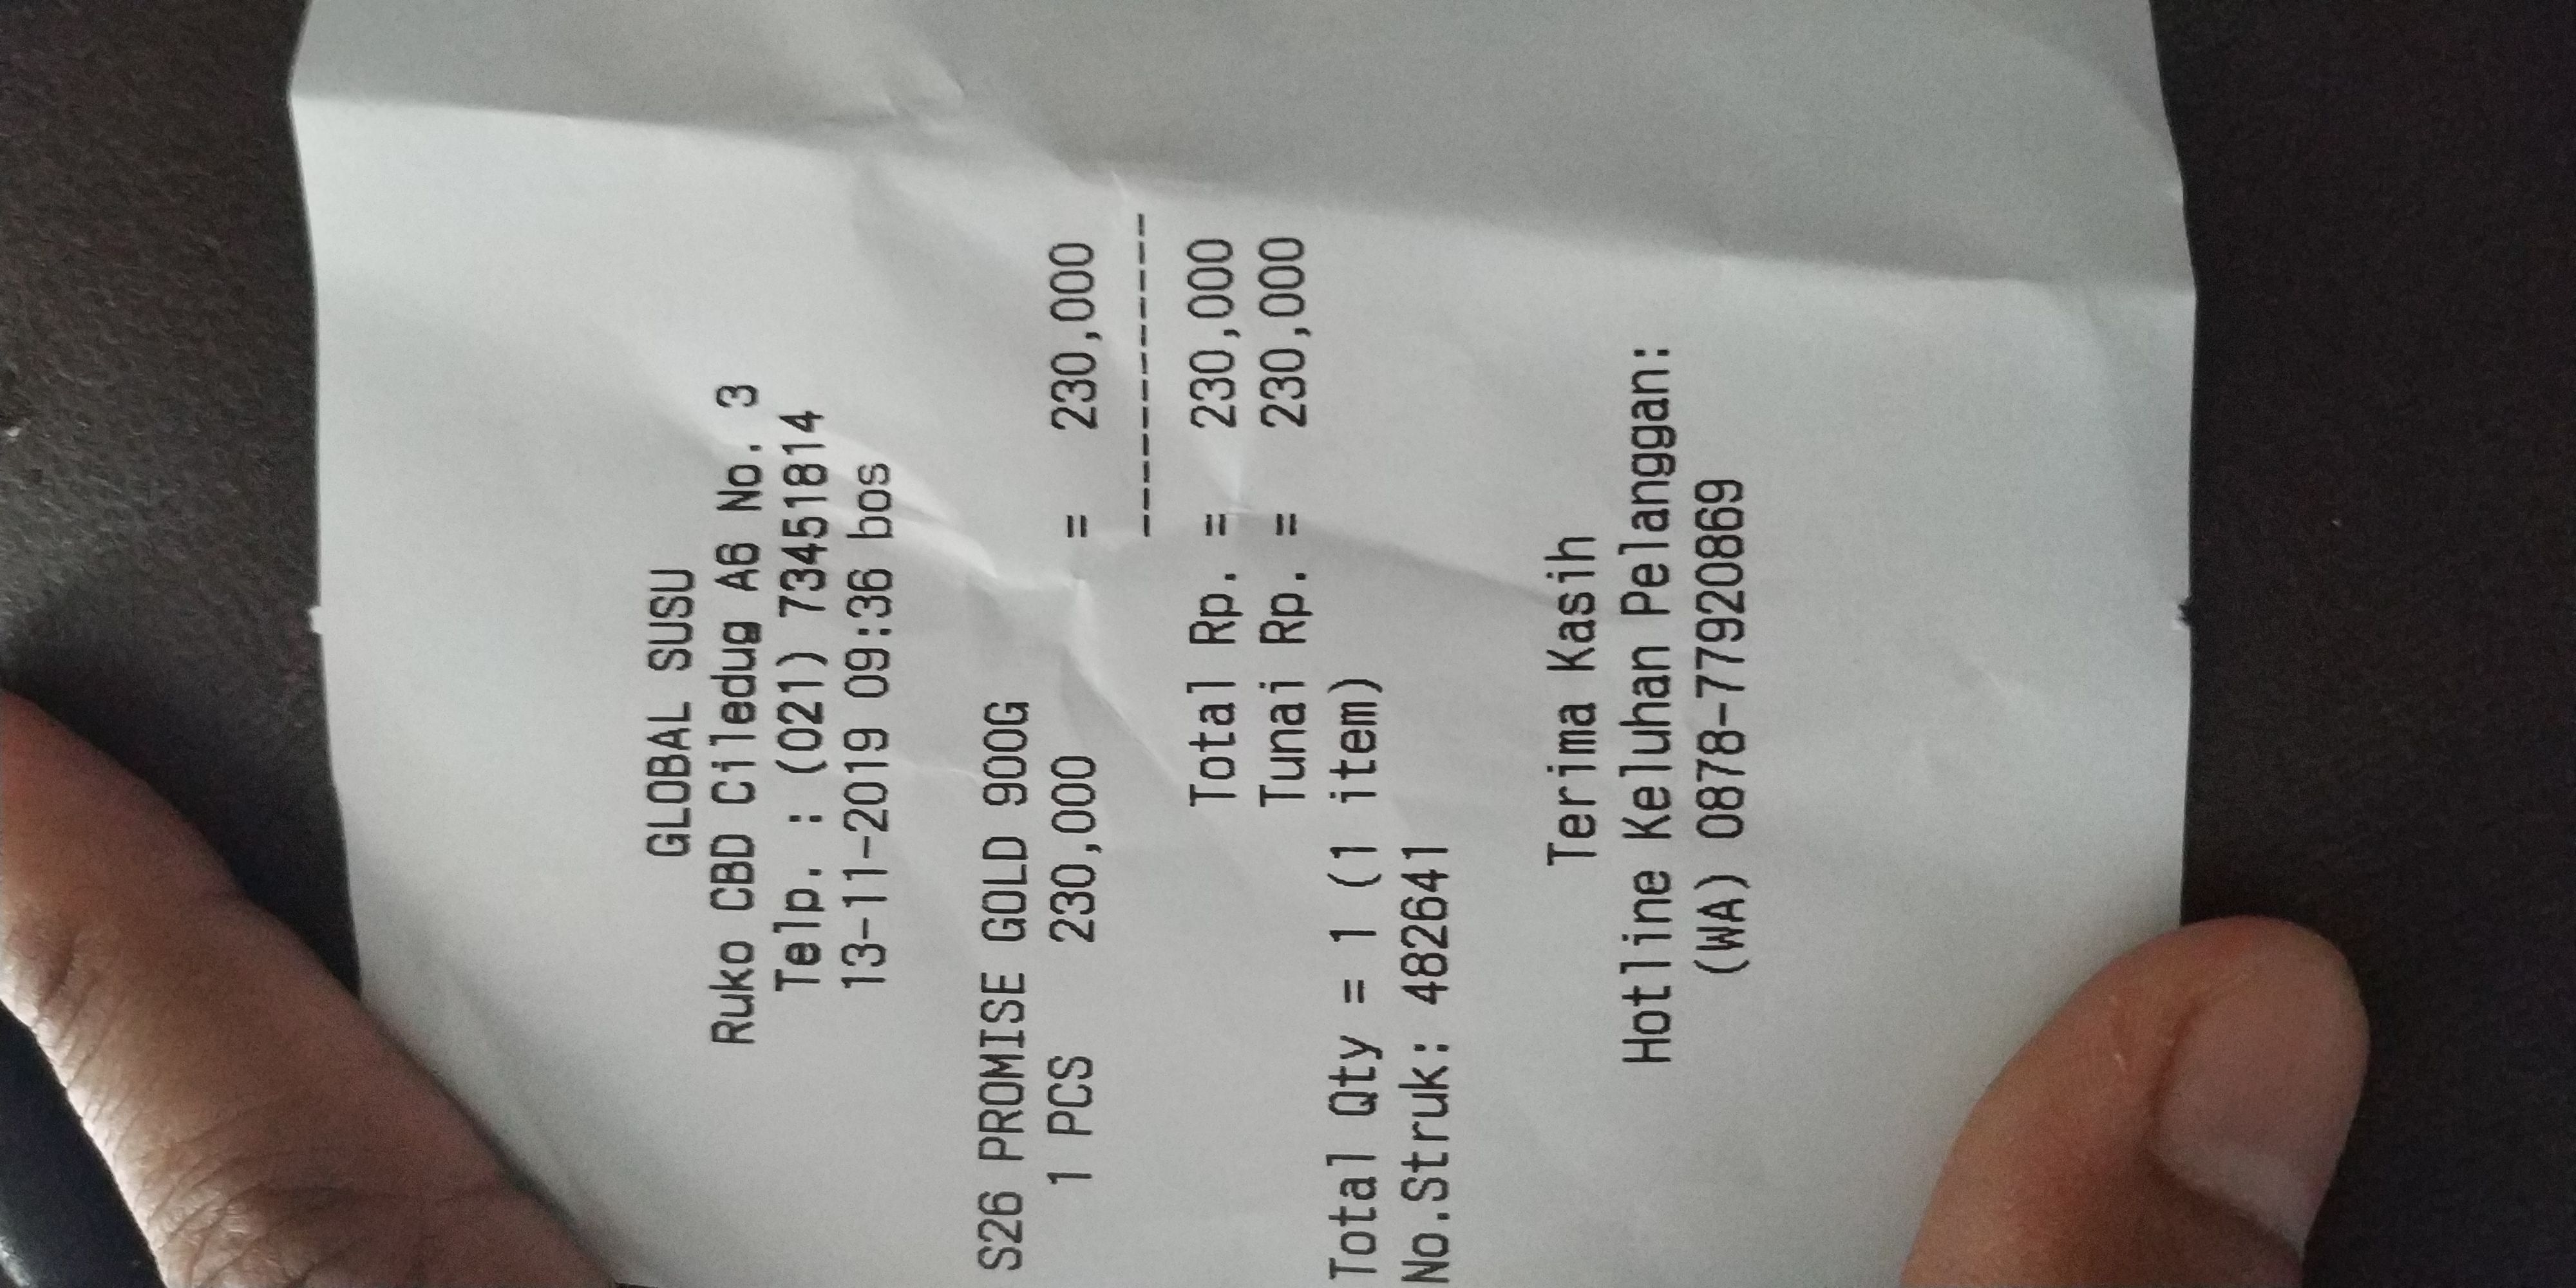 GLOBAL SUSU
Ruko CBD Ciledug A6 No. 3
Telp. : (021) 73451814
13-11-2019 09:36 bos
S26 PROMISE GOLD 900G
1 PCS 230,000 = 230,000
------------
Total Rp. = 230,000
Tunai Rp. = 230,000
Total Qty = 1 (1 item)
No.Struk: 482641
Terima Kasih
Hotline Keluhan Pelanggan:
(WA) 0878-77920869